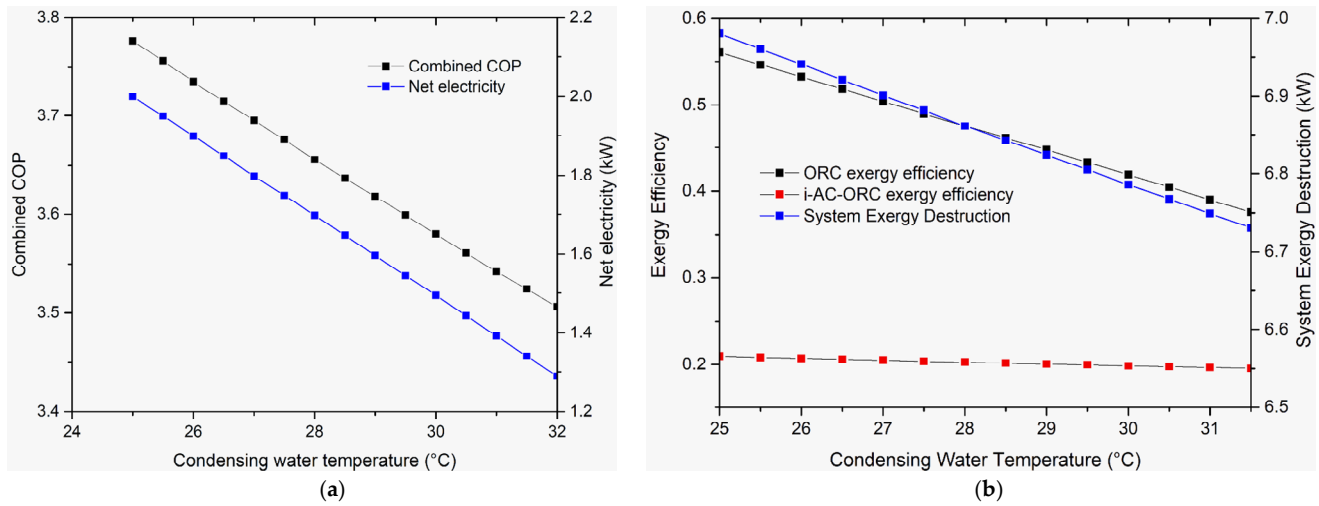 3.8
3.7
3.6
3.5
3.4
Combined COP
Combined COP
Net electricity
2.2
2.0
1.8
1.6
1.4
1.2
Net electricity (kW)
24 26 28 30 32
Condensing water temperature (°C)
(a)
0.6
0.5
0.4
0.3
0.2
Exergy Efficiency
ORC exergy efficiency
i-AC-ORC exergy efficiency
System Exergy Destruction
7.0
6.9
6.8
6.7
6.6
6.5
System Exergy Destruction (kW)
25 26 27 28 29 30 31
Condensing Water Temperature (°C)
(b)